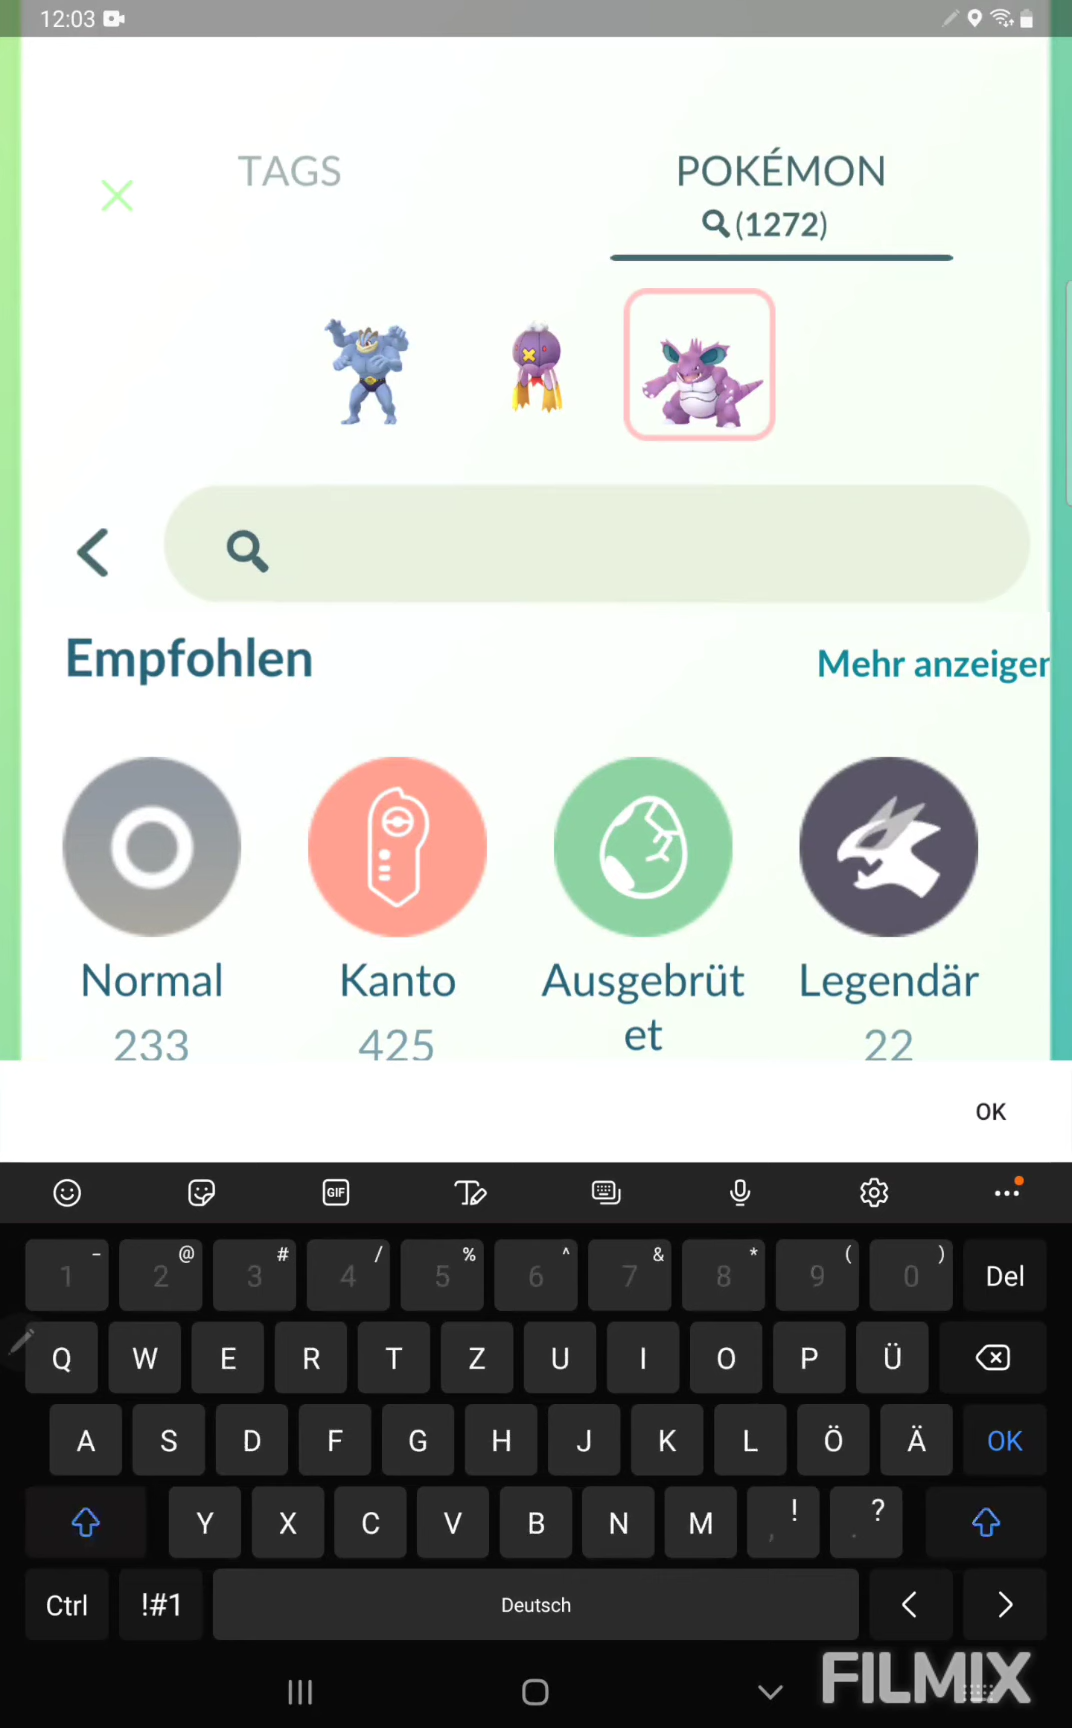 12:03
TAGS
POKÉMON
(1272)
Empfohlen
Mehr anzeigen
Normal
Kanto
Ausgebrüt
et
Legendär
233
425
22
OK
GIF
- @ # / % ^ & * ( )
1 2 3 4 5 6 7 8 9 0 Del
Q W E R T Z U I O P Ü
A S D F G H J K L Ö Ä OK
! ?
Y X C V B N M , .
Ctrl !#1 Deutsch < >
FILMIX